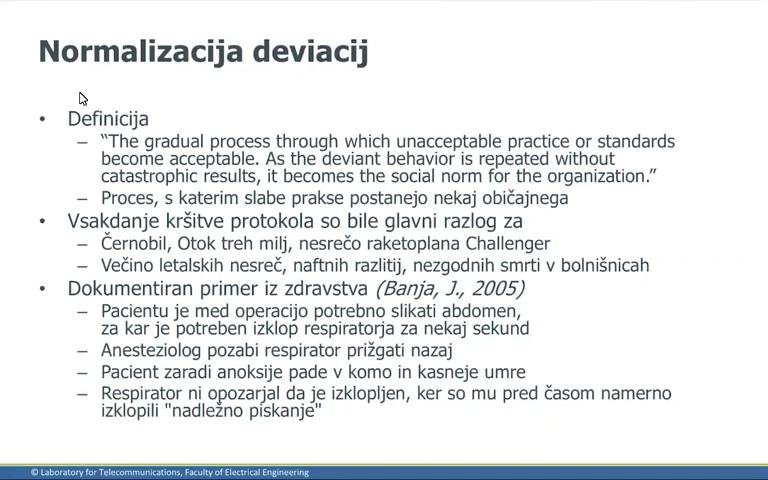 Normalizacija deviacij
• Definicija
– “The gradual process through which unacceptable practice or standards
become acceptable. As the deviant behavior is repeated without
catastrophic results, it becomes the social norm for the organization.”
– Proces, s katerim slabe prakse postanejo nekaj običajnega
• Vsakdanje kršitve protokola so bile glavni razlog za
– Černobil, Otok treh milj, nesrečo raketoplana Challenger
– Večino letalskih nesreč, naftnih razlitij, nezgodnih smrti v bolnišnicah
• Dokumentiran primer iz zdravstva (Banja, J., 2005)
– Pacientu je med operacijo potrebno slikati abdomen,
za kar je potreben izklop respiratorja za nekaj sekund
– Anesteziolog pozabi respirator prižgati nazaj
– Pacient zaradi anoksije pade v komo in kasneje umre
– Respirator ni opozarjal da je izklopljen, ker so mu pred časom namerno
izklopili "nadležno piskanje"
© Laboratory for Telecommunications, Faculty of Electrical Engineering